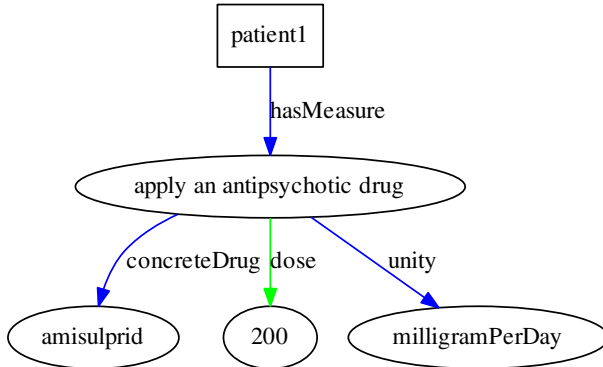 patient1
hasMeasure
apply an antipsychotic drug
concreteDrug dose unity
amisulprid 200 milligramPerDay